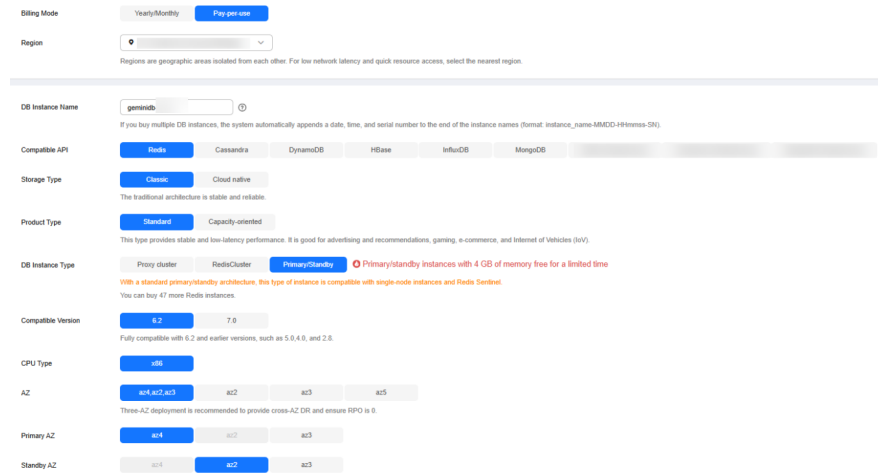 Billing Mode Yearly/Monthly Pay-per-use
Region
Regions are geographic areas isolated from each other. For low network latency and quick resource access, select the nearest region.
DB Instance Name geminidb
If you buy multiple DB instances, the system automatically appends a date, time, and serial number to the end of the instance names (format: instance_name-MMDD-HHmmss-SN).
Compatible API Redis Cassandra DynamoDB HBase InfluxDB MongoDB
Storage Type Classic Cloud native
The traditional architecture is stable and reliable.
Product Type Standard Capacity-oriented
This type provides stable and low-latency performance. It is good for advertising and recommendations, gaming, e-commerce, and Internet of Vehicles (IoV).
DB Instance Type Proxy cluster RedisCluster Primary/Standby Primary/standby instances with 4 GB of memory free for a limited time
With a standard primary/standby architecture, this type of instance is compatible with single-node instances and Redis Sentinel.
You can buy 47 more Redis instances.
Compatible Version 6.2 7.0
Fully compatible with 6.2 and earlier versions, such as 5.0,4.0, and 2.8.
CPU Type x86
AZ az4,az2,az3 az2 az3 az5
Three-AZ deployment is recommended to provide cross-AZ DR and ensure RPO is 0.
Primary AZ az4 az2 az3
Standby AZ az4 az2 az3